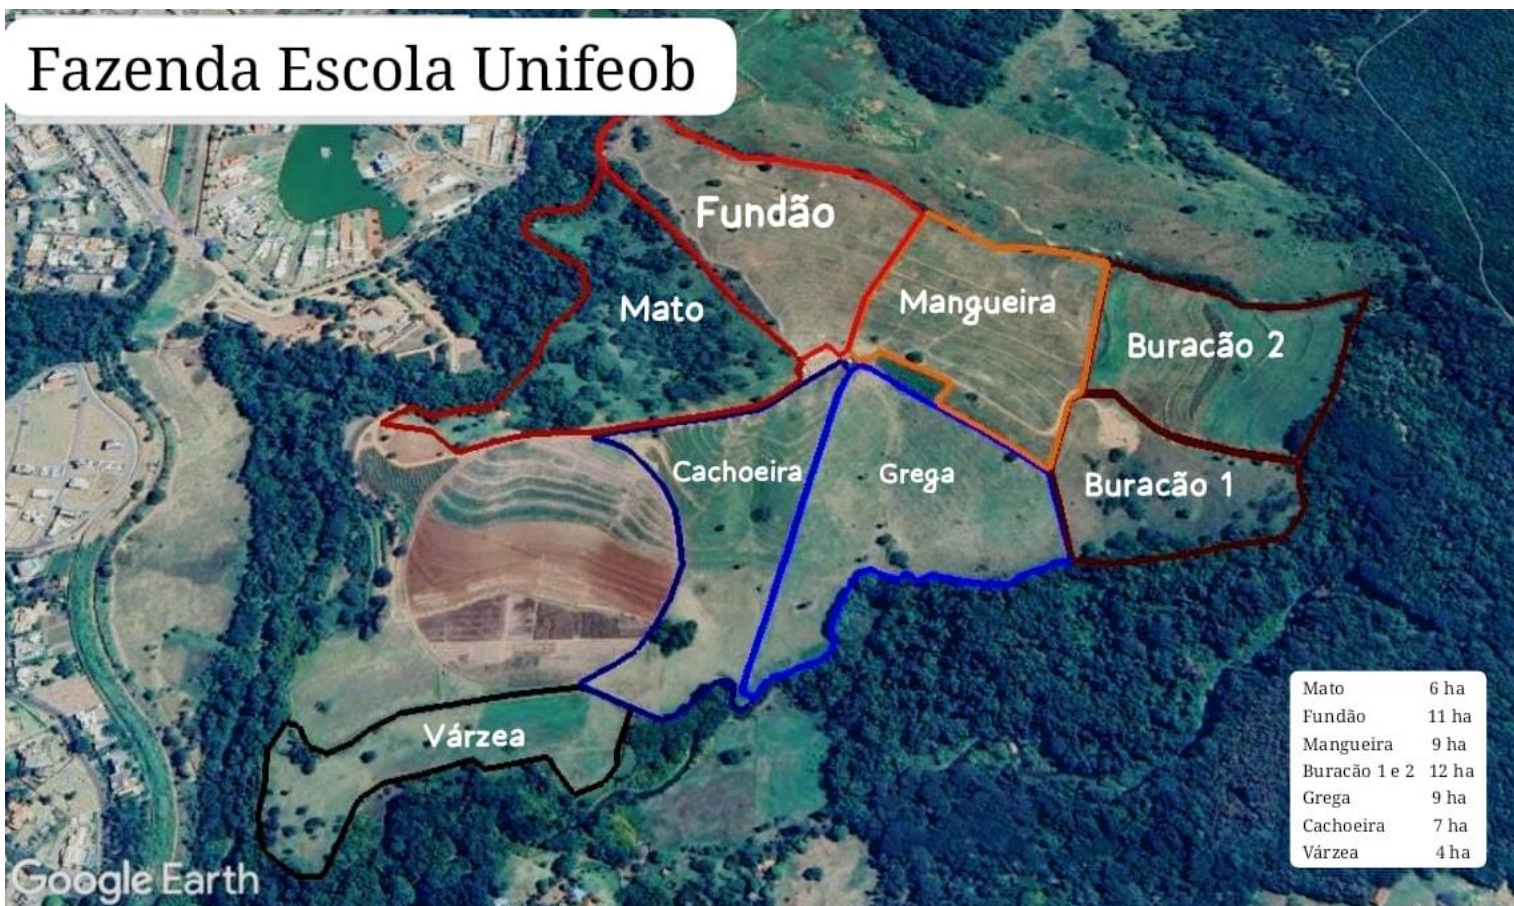 Fazenda Escola Unifeob
Fundão
Mato
Mangueira
Buracão 2
Cachoeira
Grega
Buracão 1
Várzea
Mato 6 ha
Fundão 11 ha
Mangueira 9 ha
Buracão 1 e 2 12 ha
Grega 9 ha
Cachoeira 7 ha
Várzea 4 ha
Google Earth